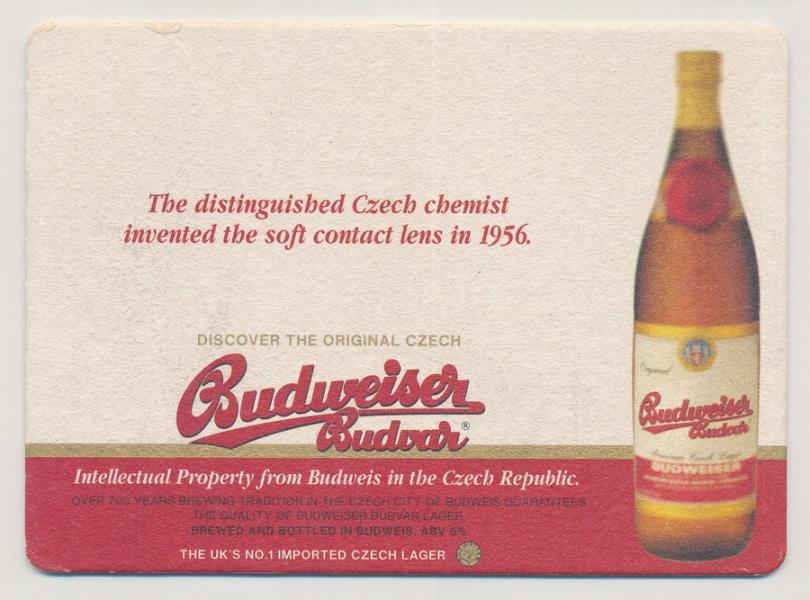 The distinguished Czech chemist
invented the soft contact lens in 1956.
DISCOVER THE ORIGINAL CZECH
Budweiser
Budvar®
Intellectual Property from Budweis in the Czech Republic.
OVER 700 YEARS BREWING TRADITION IN THE CZECH CITY OF BUDWEIS GUARANTEES
THE QUALITY OF BUDWEISER BUDVAR LAGER.
BREWED AND BOTTLED IN BUDWEIS. ABV 5%
THE UK'S NO.1 IMPORTED CZECH LAGER
Original
Budweiser
Budvar
Czech Lager
BUDWEISER